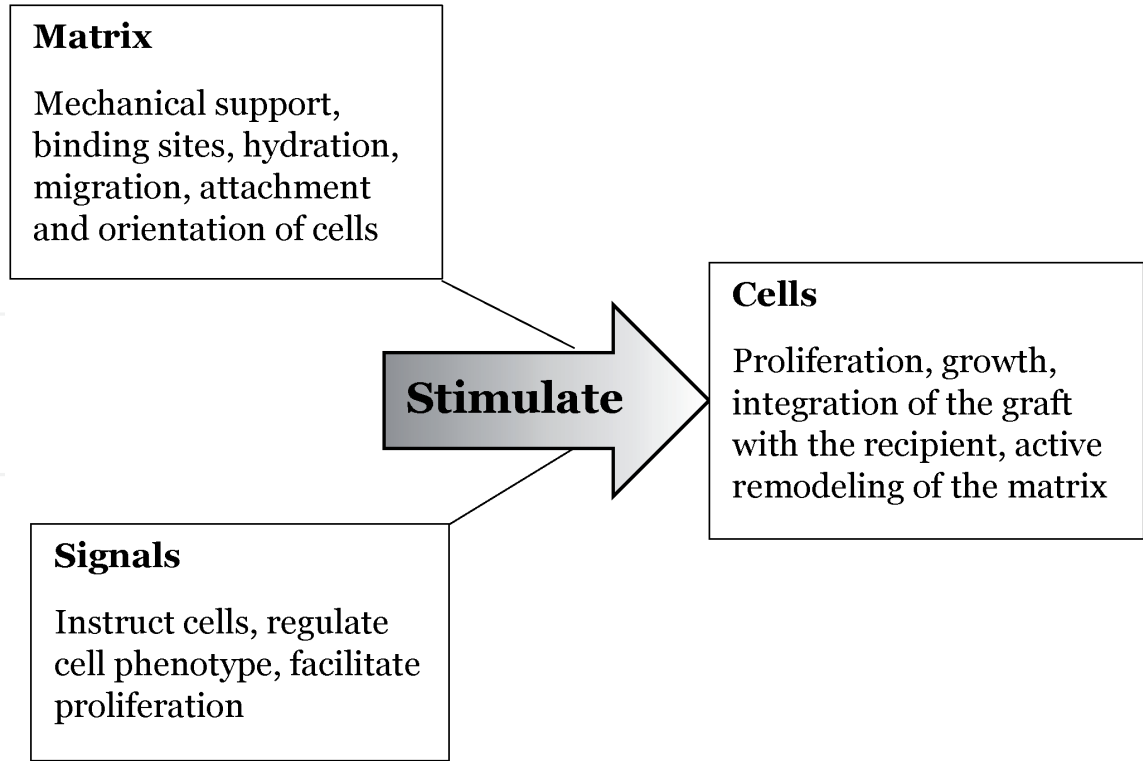 Matrix
Mechanical support,
binding sites, hydration,
migration, attachment
and orientation of cells
Stimulate
Cells
Proliferation, growth,
integration of the graft
with the recipient, active
remodeling of the matrix
Signals
Instruct cells, regulate
cell phenotype, facilitate
proliferation